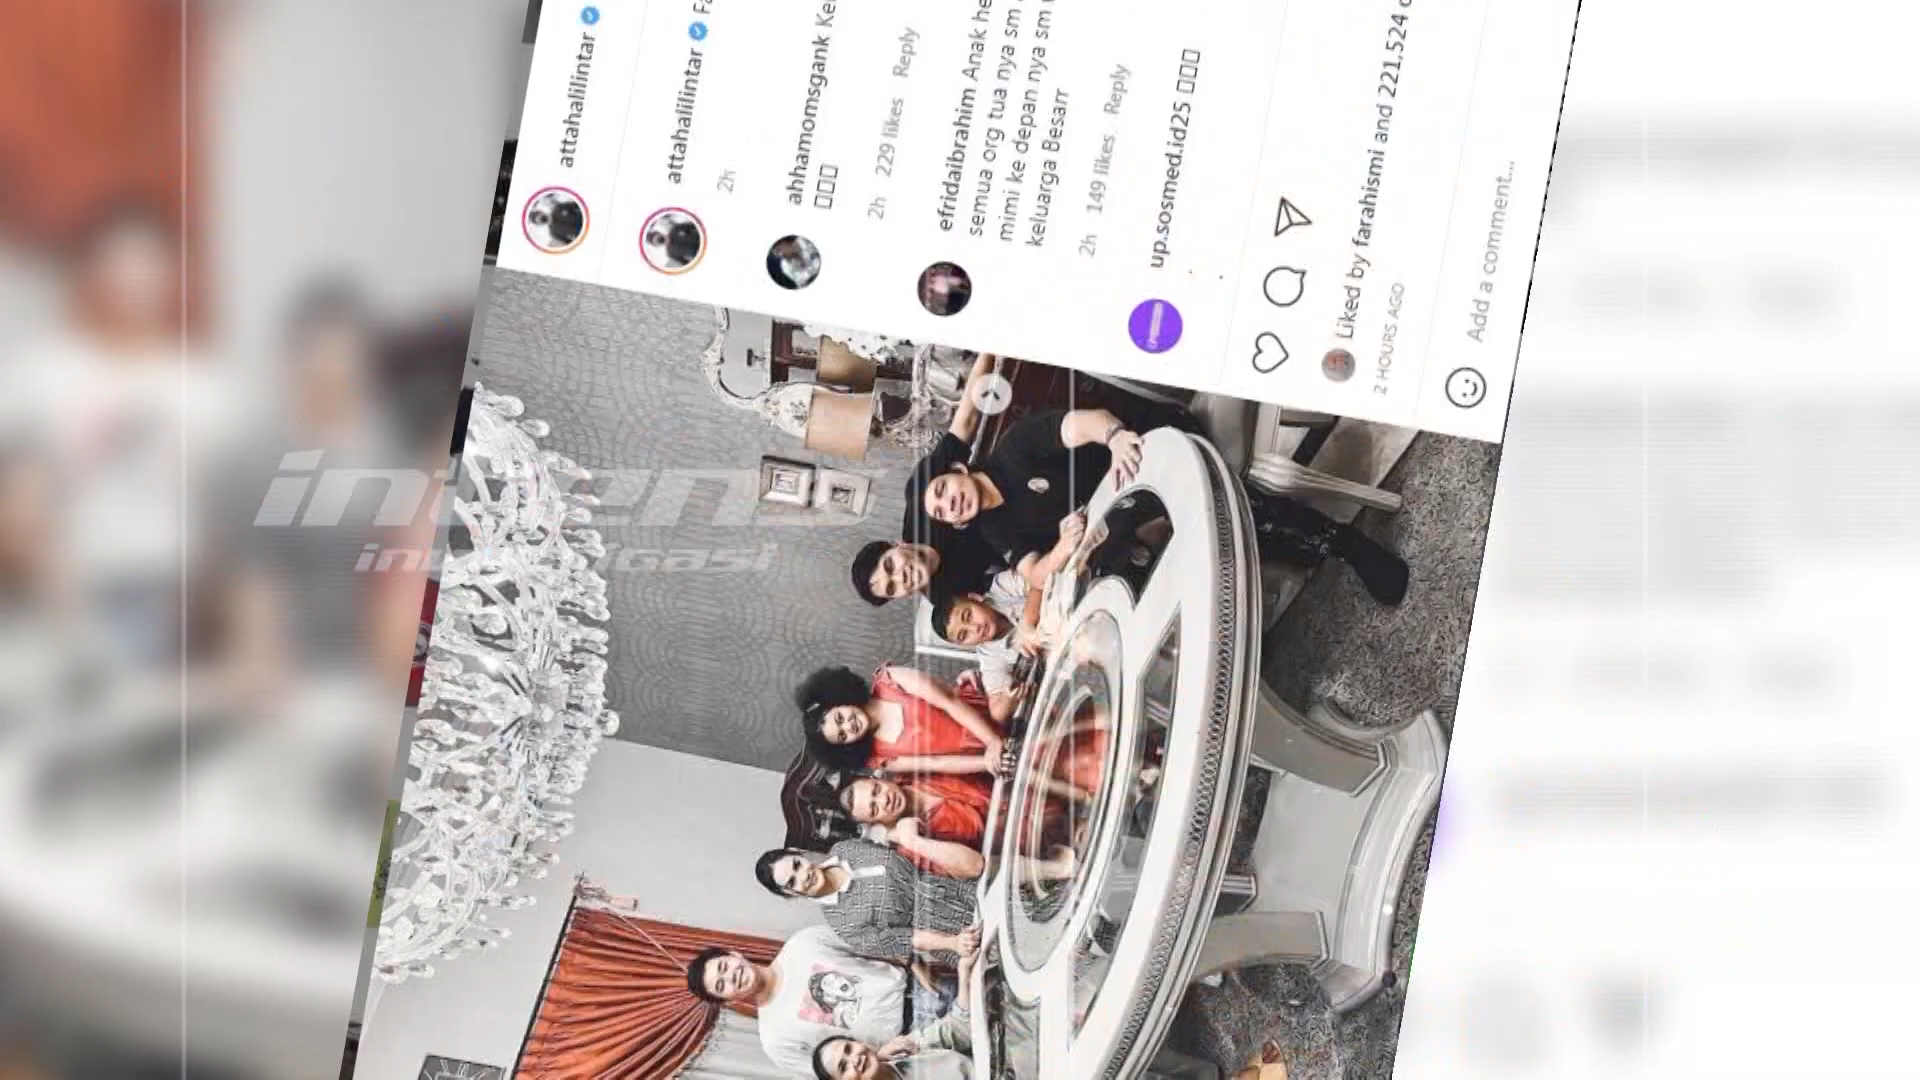 attahalilintar
attahalilintar
2h
ahhamomsgank
2h 229 likes Reply
efridaibrahim Anak
semua org tua nya sm
mimi ke depan nya sm
keluarga Besarr
2h 149 likes Reply
up.sosmed.id25
Liked by farahismi and 221.524
2 HOURS AGO
Add a comment...
intens